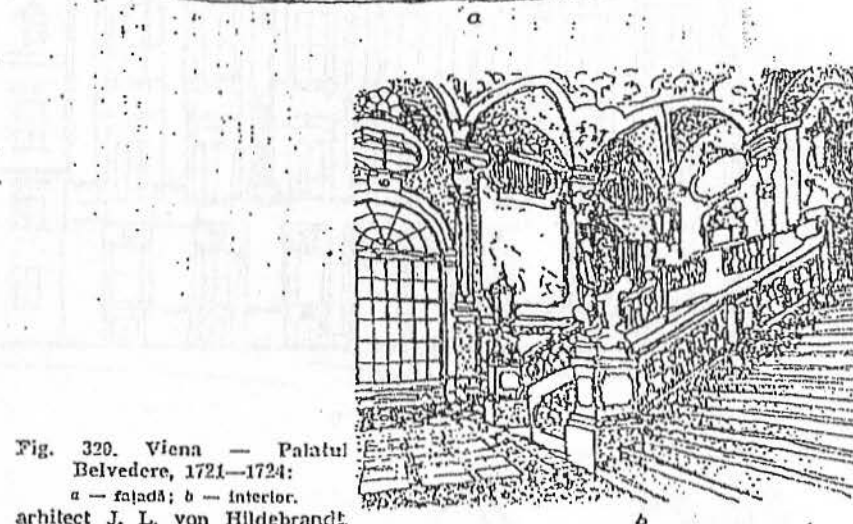 a
Fig. 320. Viena — Palatul
Belvedere, 1721—1724:
a — fațadă; b — interior.
arhitect J. L. von Hildebrandt.
b